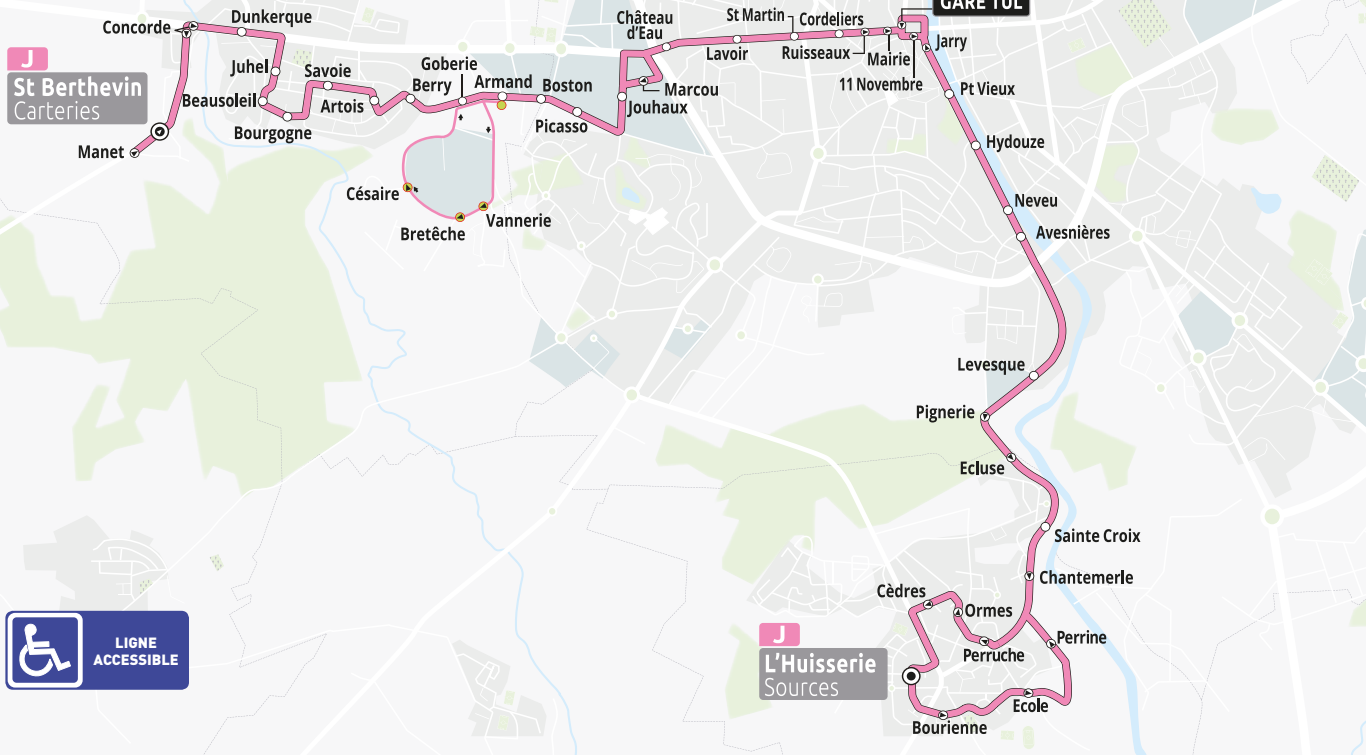 GARE TUL
Concorde
Dunkerque
Château
d'Eau
St Martin
Cordeliers
Lavoir
Ruisseaux
Mairie
11 Novembre
Jarry
J
St Berthevin
Carteries
Juhel
Savoie
Goberie
Berry
Armand
Boston
Marcou
Jouhaux
Pt Vieux
Beausoleil
Artois
Bourgogne
Picasso
Manet
Hydouze
Césaire
Vannerie
Bretêche
Neveu
Avesnières
Levesque
Pignerie
Ecluse
Sainte Croix
Chantemerle
Cèdres
Ormes
Perrine
Perruche
J
L'Huisserie
Sources
Ecole
Bourienne
LIGNE
ACCESSIBLE